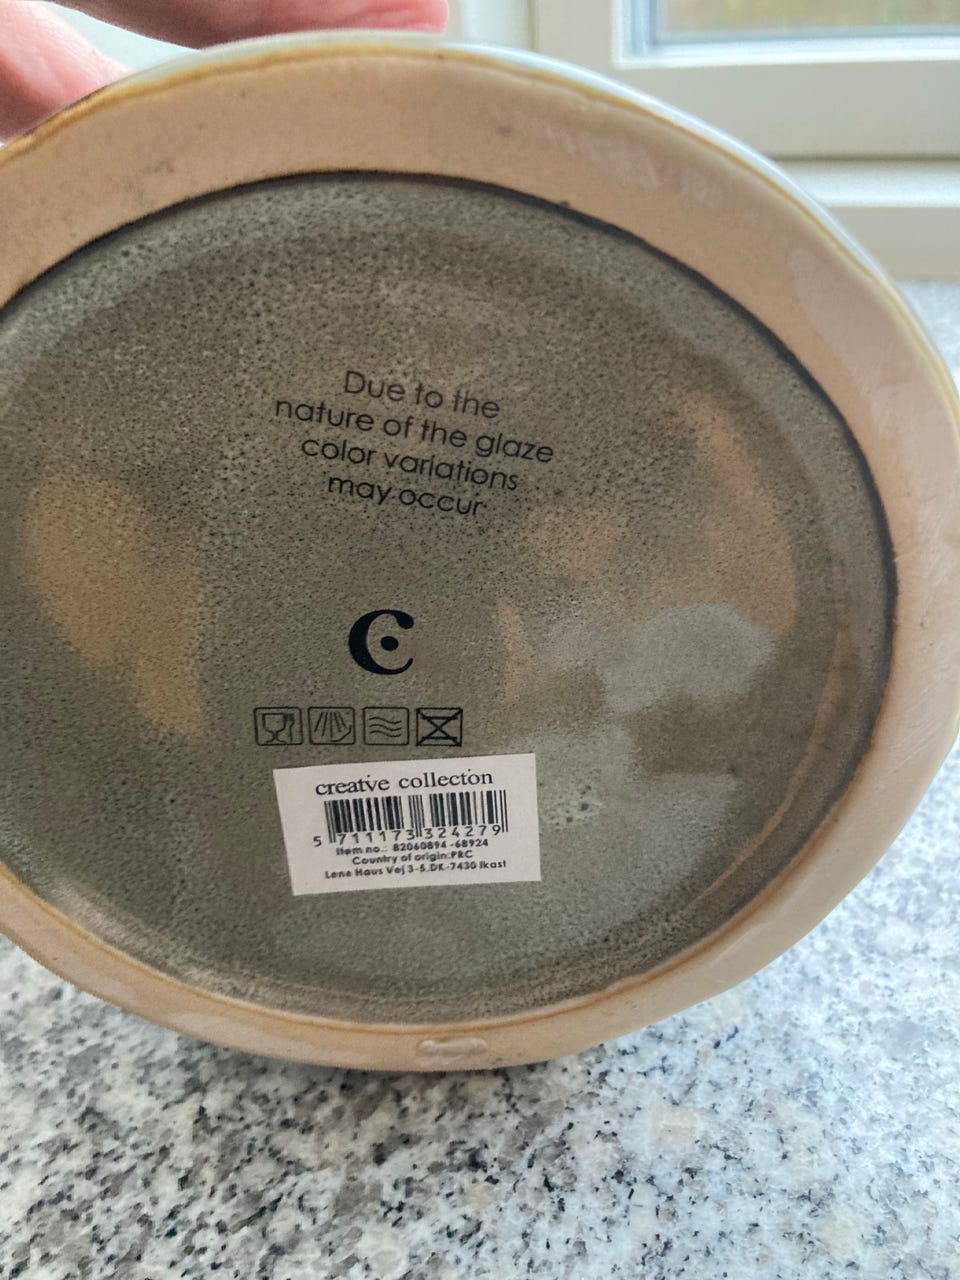 Due to the
nature of the glaze
color variations
may occur
C
creative collecton
5 711173 324279
Item no.: 82060894 -68924
Country of origin:PRC
Lene Haus Vej 3-5.DK-7430 Ikast